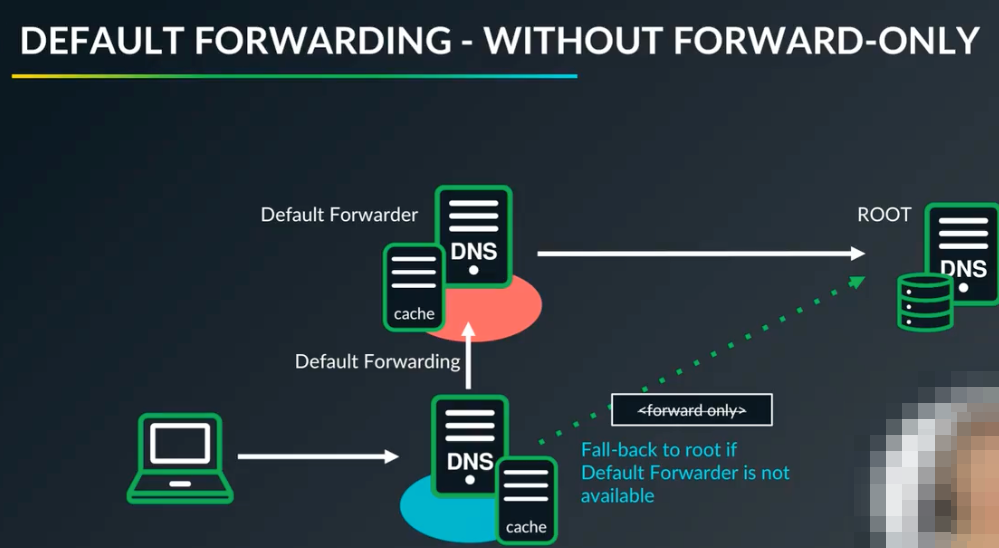 DEFAULT FORWARDING - WITHOUT FORWARD-ONLY
Default Forwarder
DNS
cache
ROOT
DNS
Default Forwarding
DNS
cache
<forward only>
Fall-back to root if
Default Forwarder is not
available